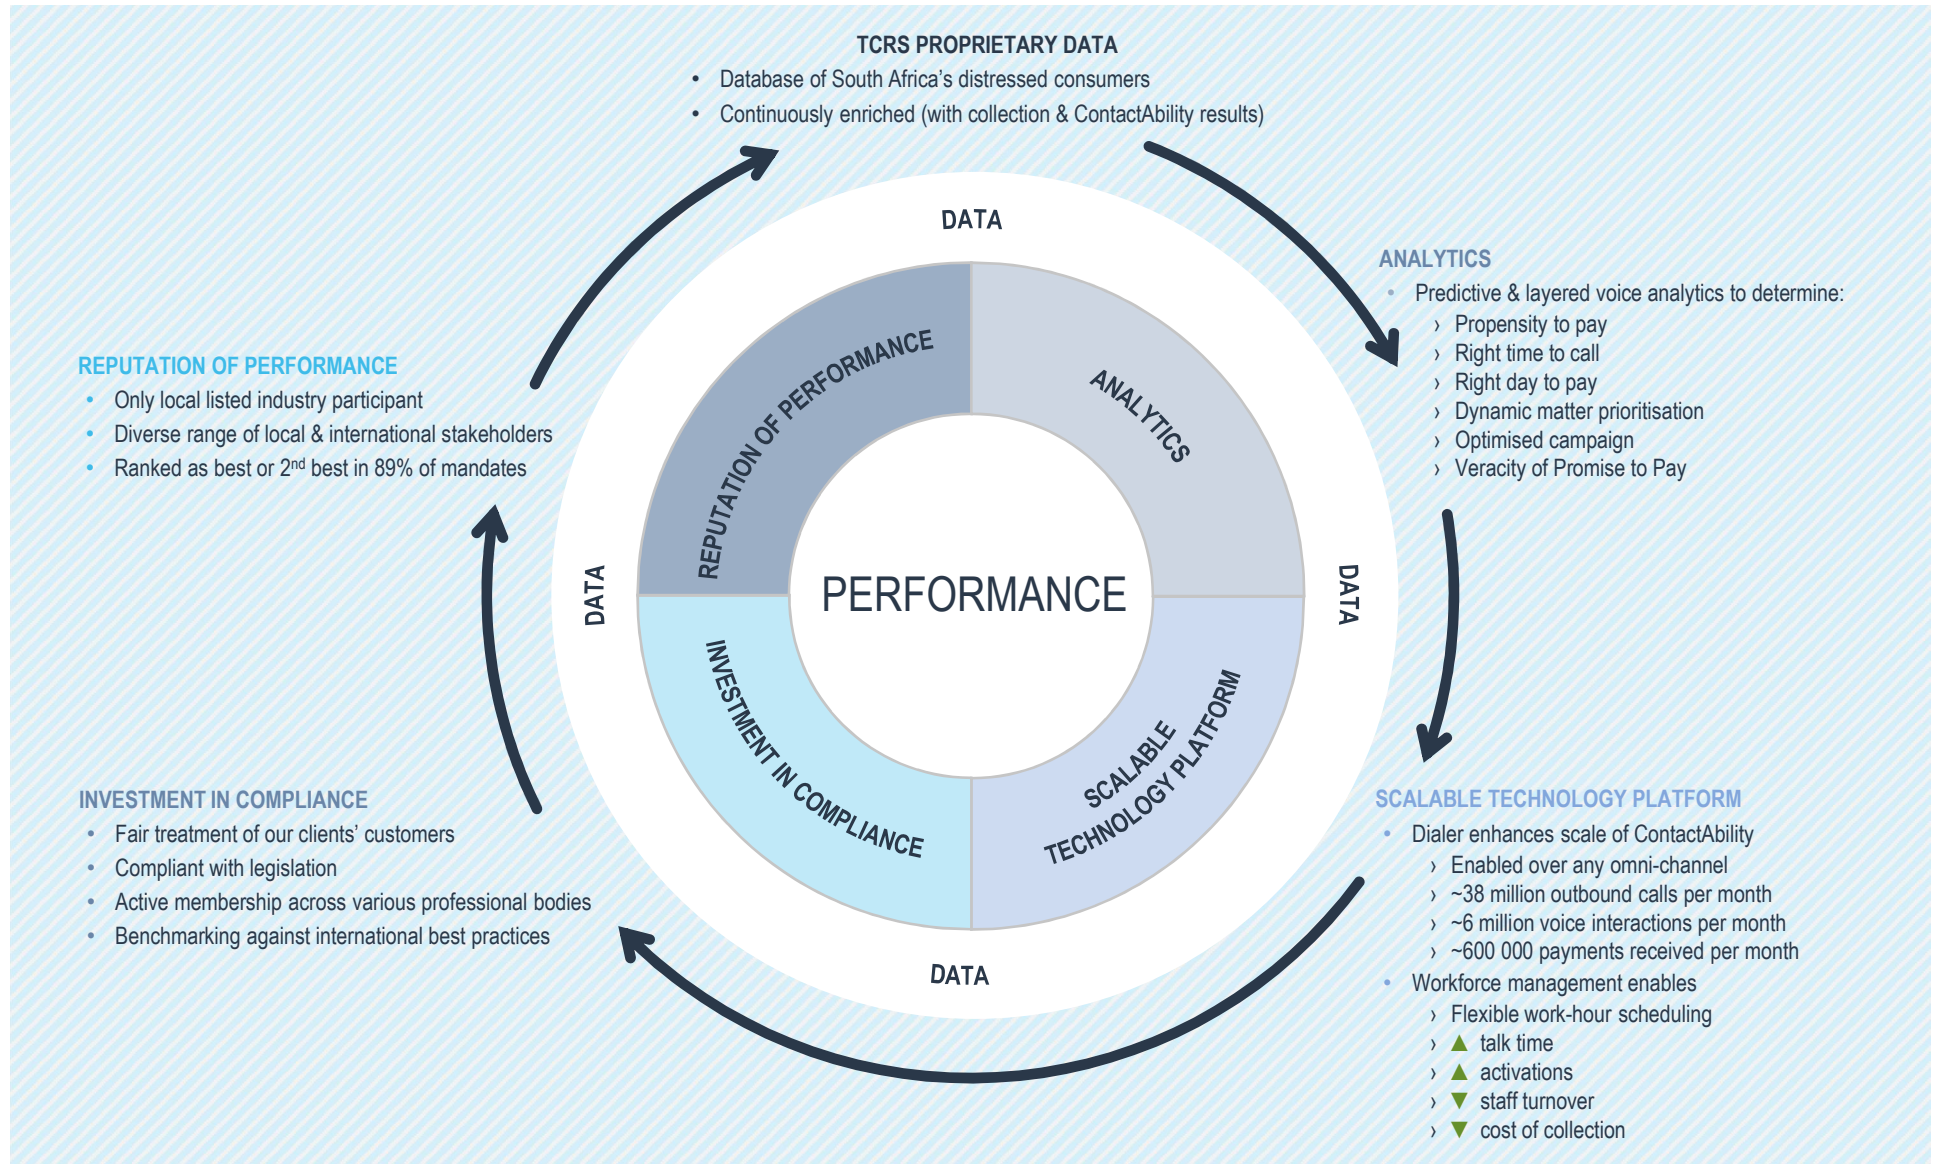 TCRS PROPRIETARY DATA
• Database of South Africa’s distressed consumers
• Continuously enriched (with collection & ContactAbility results)
DATA
ANALYTICS
• Predictive & layered voice analytics to determine:
› Propensity to pay
› Right time to call
› Right day to pay
› Dynamic matter prioritisation
› Optimised campaign
› Veracity of Promise to Pay
REPUTATION OF PERFORMANCE
• Only local listed industry participant
• Diverse range of local & international stakeholders
• Ranked as best or 2nd best in 89% of mandates
REPUTATION OF PERFORMANCE
ANALYTICS
DATA
PERFORMANCE
DATA
INVESTMENT IN COMPLIANCE
SCALABLE
TECHNOLOGY PLATFORM
INVESTMENT IN COMPLIANCE
• Fair treatment of our clients’ customers
• Compliant with legislation
• Active membership across various professional bodies
• Benchmarking against international best practices
SCALABLE TECHNOLOGY PLATFORM
• Dialer enhances scale of ContactAbility
› Enabled over any omni-channel
› ~38 million outbound calls per month
› ~6 million voice interactions per month
› ~600 000 payments received per month
• Workforce management enables
› Flexible work-hour scheduling
› ▲ talk time
› ▲ activations
› ▼ staff turnover
› ▼ cost of collection
DATA